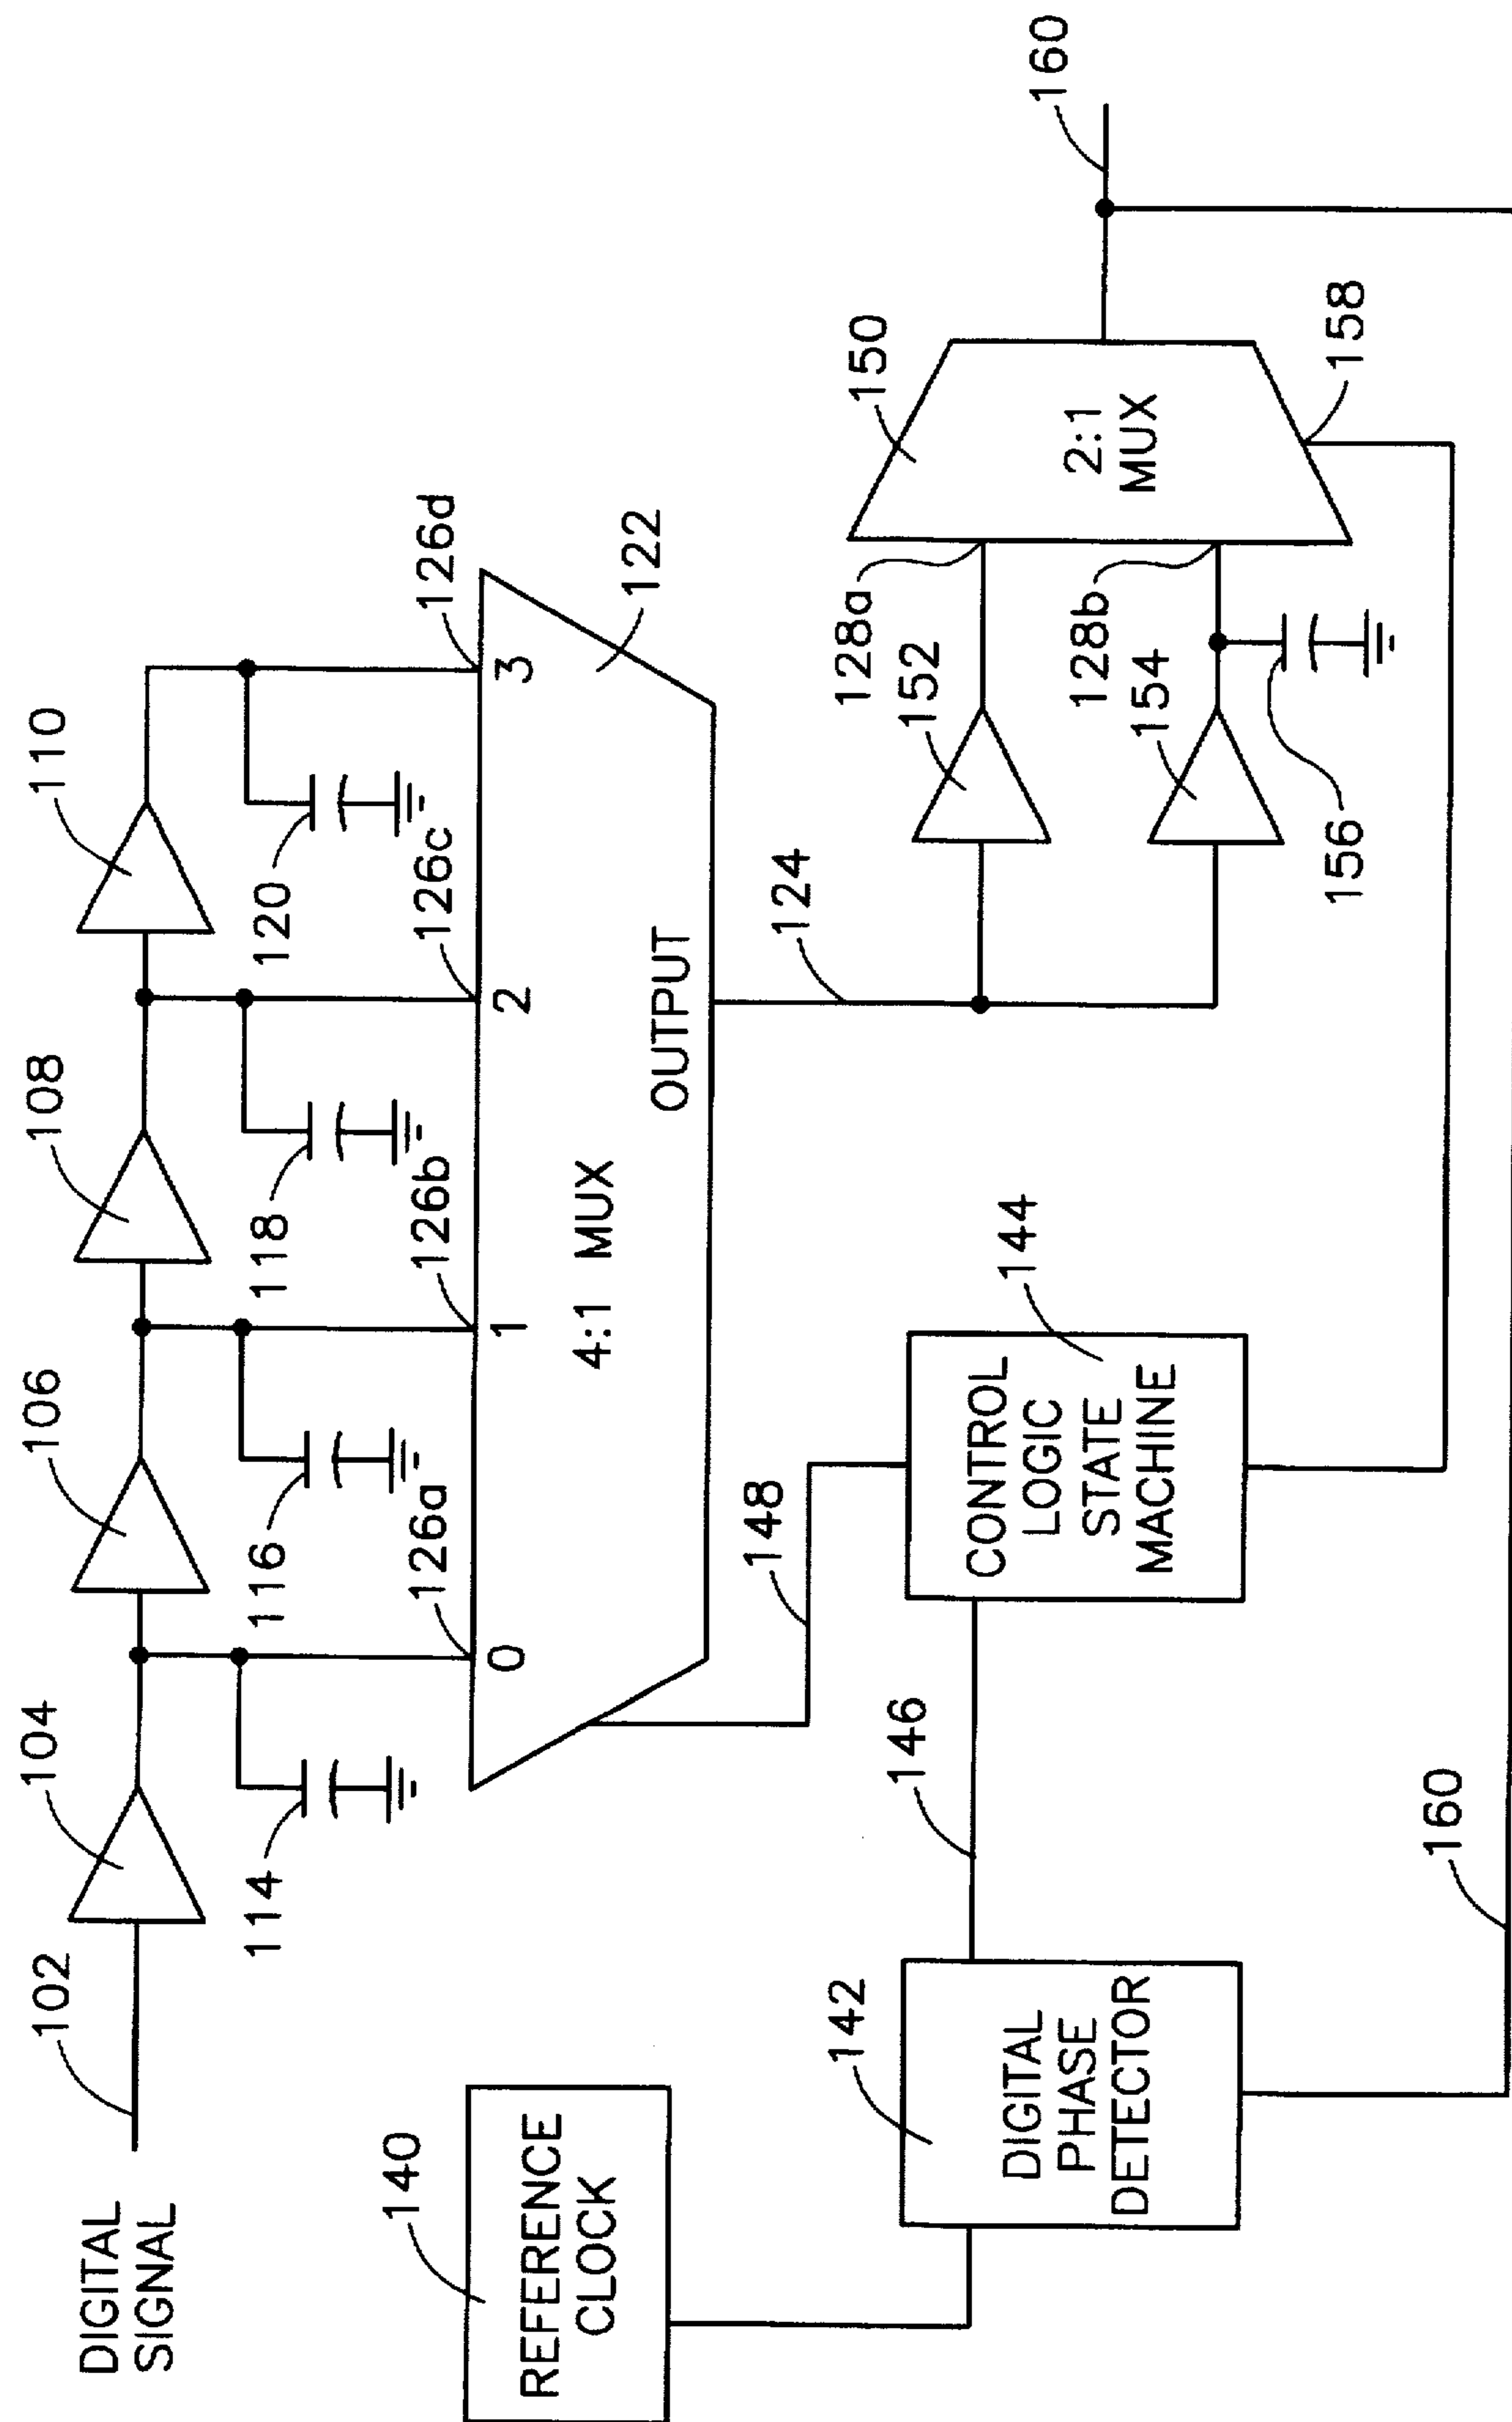 DIGITAL
SIGNAL
102
104
106
108
110
114
116
118
120
126a
126b
126c
126d
0
1
2
3
4:1 MUX
OUTPUT
122
140
REFERENCE
CLOCK
148
124
142
DIGITAL
PHASE
DETECTOR
146
CONTROL
LOGIC
STATE
MACHINE
144
152
154
156
128a
128b
150
2:1
MUX
158
160
160